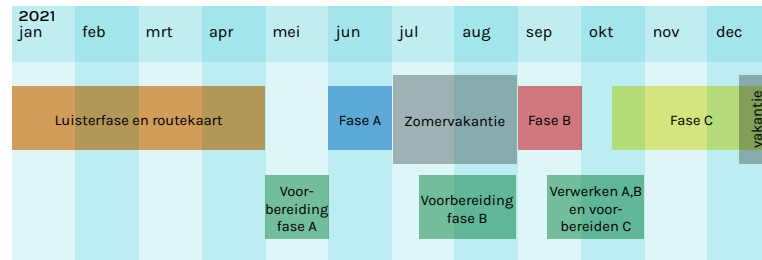 2021
jan feb mrt apr mei jun jul aug sep okt nov dec
Luisterfase en routekaart
Fase A
Zomervakantie
Fase B
Fase C
vakantie
Voor-
bereiding
fase A
Voorbereiding
fase B
Verwerken A,B
en voor-
bereiden C